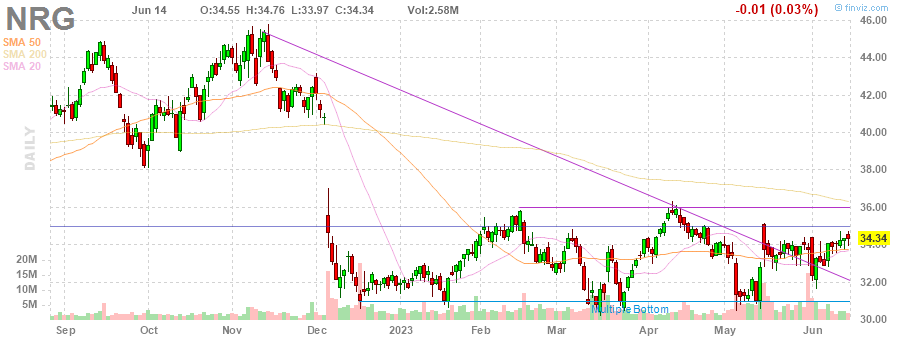 NRG
Jun 14 O:34.55 H:34.76 L:33.97 C:34.34 Vol:2.58M
-0.01 (0.03%)
© finviz.com
SMA 50
SMA 200
SMA 20
DAILY
46.00
44.00
42.00
40.00
38.00
36.00
34.34
34.00
32.00
30.00
20M
15M
10M
5M
Multiple Bottom
Sep Oct Nov Dec 2023 Feb Mar Apr May Jun